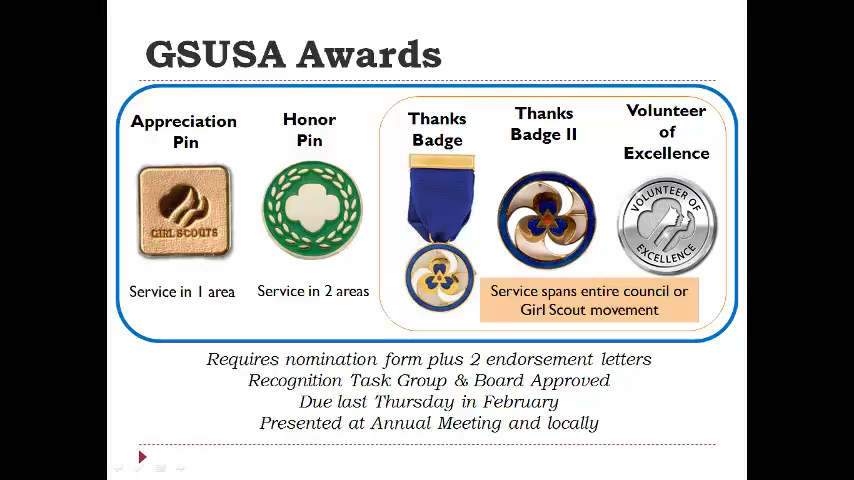 GSUSA Awards
Appreciation
Pin
Honor
Pin
Thanks
Badge
Thanks
Badge II
Volunteer
of
Excellence
GIRL SCOUTS
VOLUNTEER OF
EXCELLENCE
Service in 1 area
Service in 2 areas
Service spans entire council or
Girl Scout movement
Requires nomination form plus 2 endorsement letters
Recognition Task Group & Board Approved
Due last Thursday in February
Presented at Annual Meeting and locally